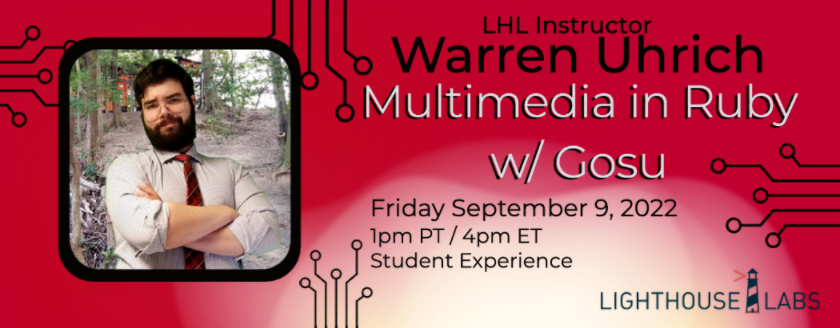 LHL Instructor
Warren Uhrich
Multimedia in Ruby
w/ Gosu
Friday September 9, 2022
1pm PT / 4pm ET
Student Experience
LIGHTHOUSE LABS